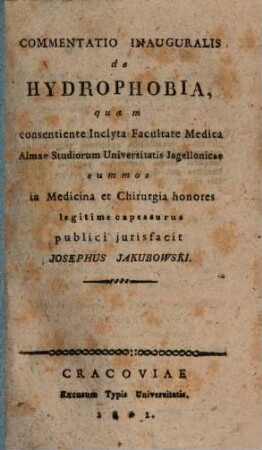 COMMENTATIO INAUGURALIS
de
HYDROPHOBIA,
quam
consentiente Inclyta Facultate Medica
Almae Studiorum Universitatis Jagellonicae
summos
in Medicina et Chirurgia honores
legitime capessurus
publici jurisfacit
JOSEPHUS JAKUBOWSKI.
CRACOVIAE
Excusum Typis Universitatis.